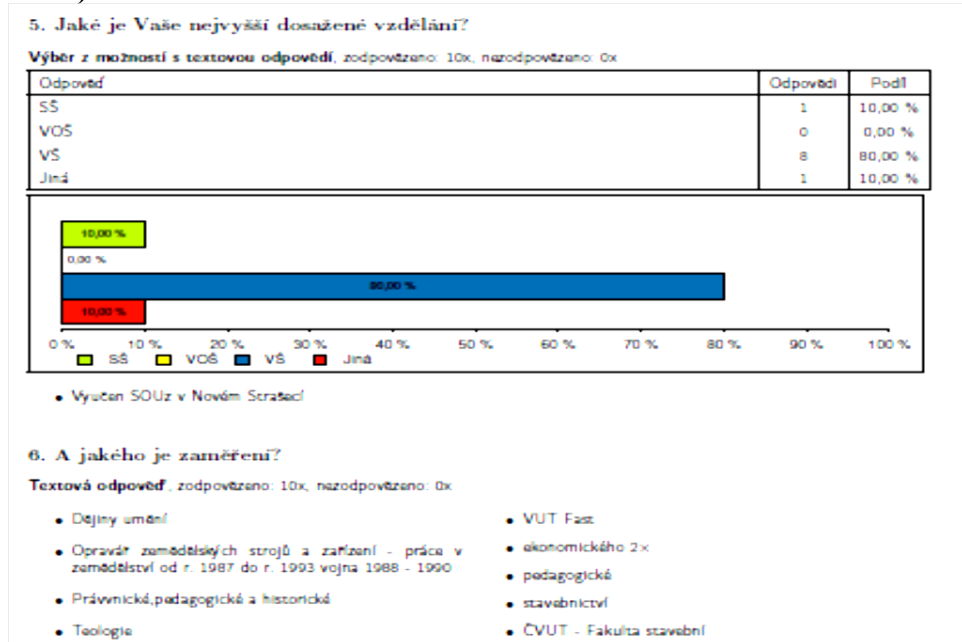 5. Jaké je Vaše nejvyšší dosažené vzdělání?
Výběr z možností s textovou odpovědí, zodpovězeno: 10x, nezodpovězeno: 0x
Odpověď Odpovědi Podíl
SŠ 1 10,00 %
VOŠ 0 0,00 %
VŠ 8 80,00 %
Jiná 1 10,00 %
10,00 %
0,00 %
80,00 %
10,00 %
0 % 10 % 20 % 30 % 40 % 50 % 60 % 70 % 80 % 90 % 100 %
SŠ VOŠ VŠ Jiná
• Vyučen SOUz v Novém Strašecí
6. A jakého je zaměření?
Textová odpověď, zodpovězeno: 10x, nezodpovězeno: 0x
• Dějiny umění
• Opravář zemědělských strojů a zařízení - práce v
zemědělství od r. 1987 do r. 1993 vojna 1988 - 1990
• Právvnické,pedagogické a historické
• Teologie
• VUT Fast
• ekonomického 2×
• pedagogické
• stavebnictví
• ČVUT - Fakulta stavební